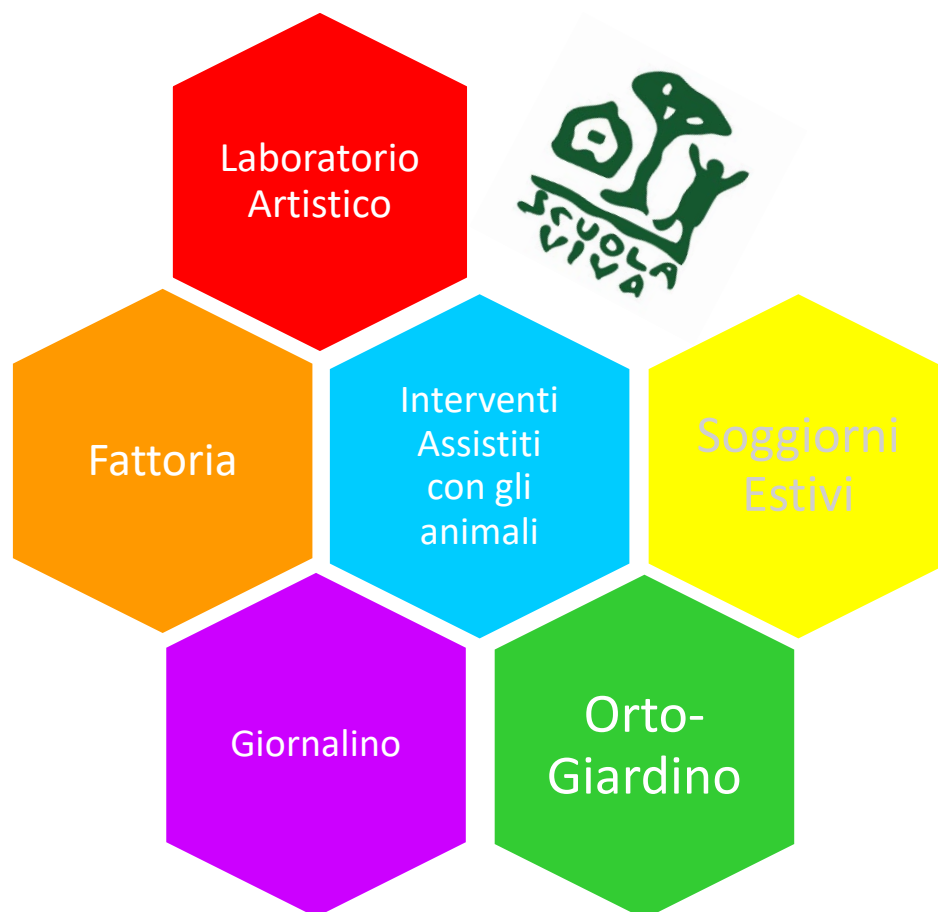 Laboratorio
Artistico
SCUOLA
VIVA
Fattoria
Interventi
Assistiti
con gli
animali
Soggiorni
Estivi
Giornalino
Orto-
Giardino